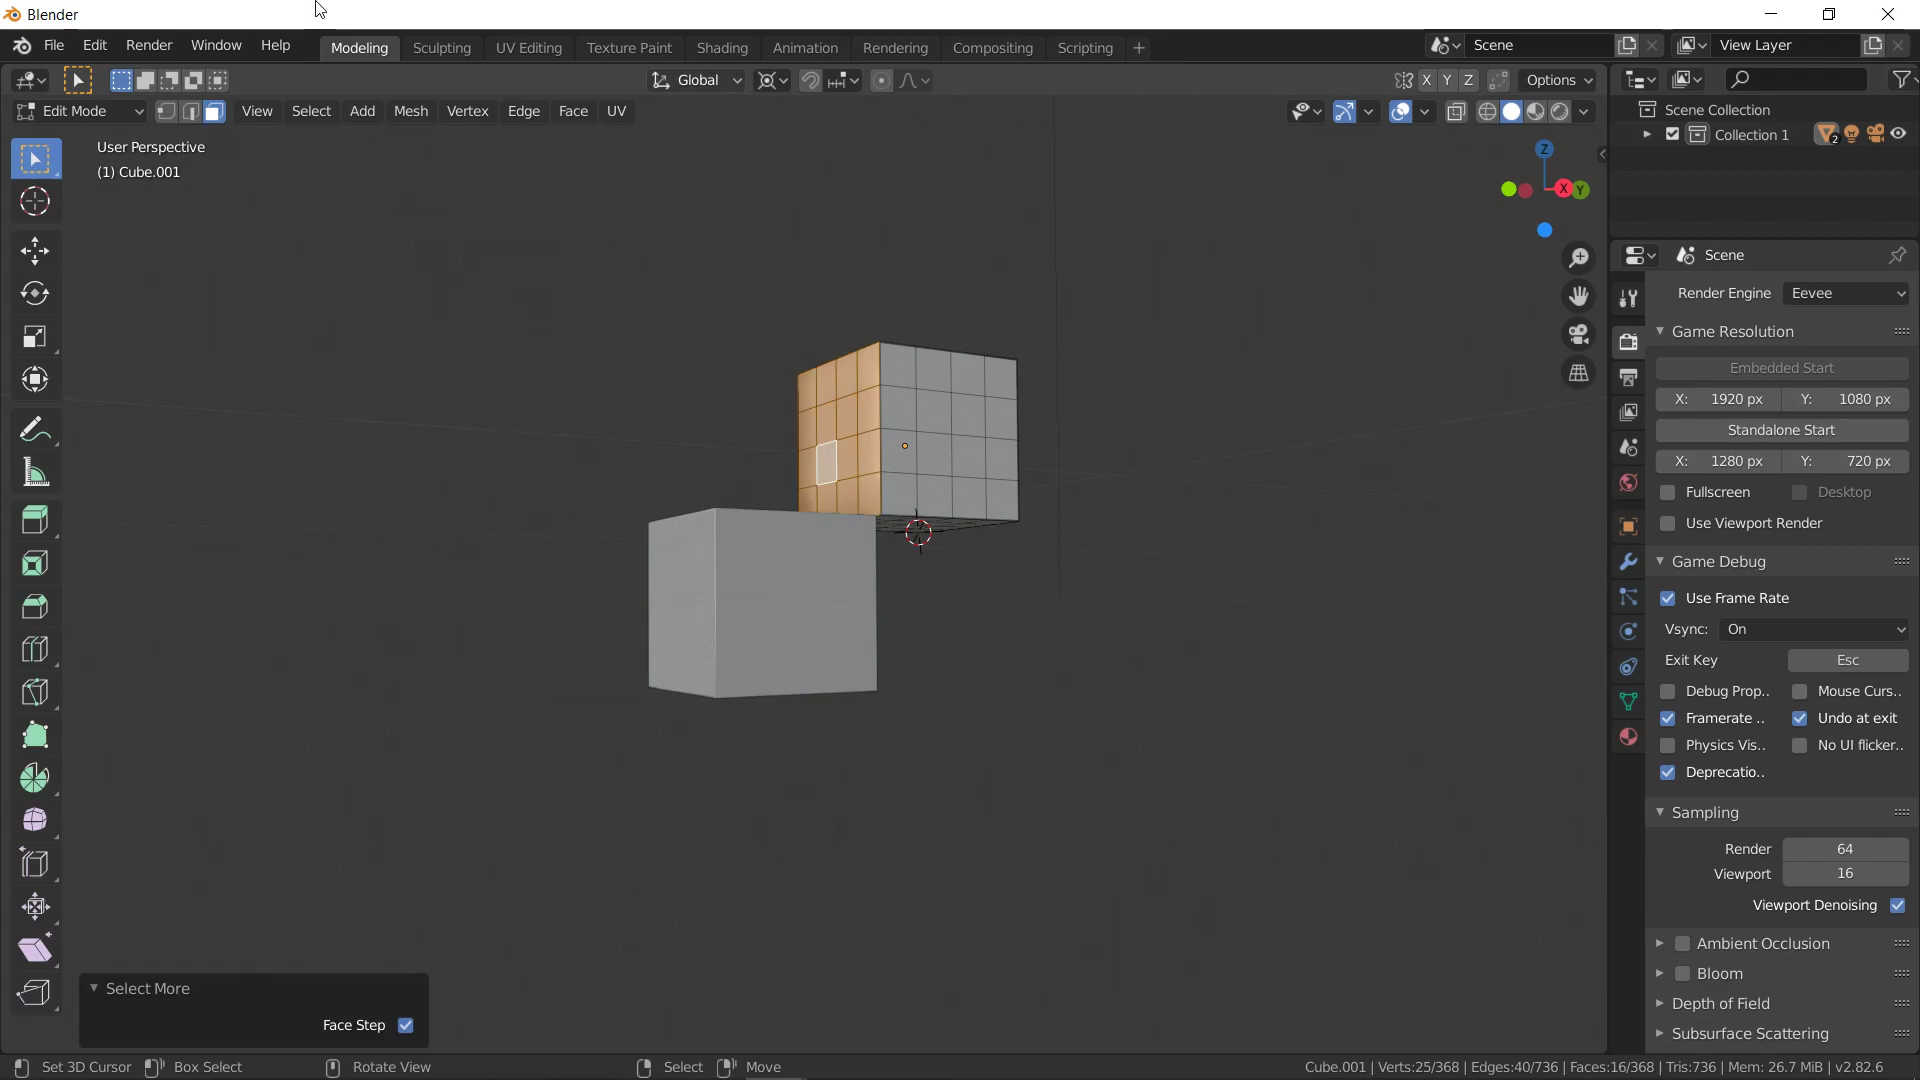 Blender
File Edit Render Window Help Modeling Sculpting UV Editing Texture Paint Shading Animation Rendering Compositing Scripting + Scene View Layer
Global X Y Z Options
Edit Mode View Select Add Mesh Vertex Edge Face UV
Scene Collection
Collection 1 2
User Perspective
(1) Cube.001
Z
X Y
Scene
Render Engine Eevee
Game Resolution
Embedded Start
X: 1920 px Y: 1080 px
Standalone Start
X: 1280 px Y: 720 px
Fullscreen Desktop
Use Viewport Render
Game Debug
Use Frame Rate
Vsync: On
Exit Key Esc
Debug Prop.. Mouse Curs..
Framerate .. Undo at exit
Physics Vis.. No UI flicker..
Deprecatio..
Sampling
Render 64
Viewport 16
Viewport Denoising
Ambient Occlusion
Bloom
Depth of Field
Subsurface Scattering
Select More
Face Step
Set 3D Cursor Box Select Rotate View Select Move Cube.001 | Verts:25/368 | Edges:40/736 | Faces:16/368 | Tris:736 | Mem: 26.7 MiB | v2.82.6